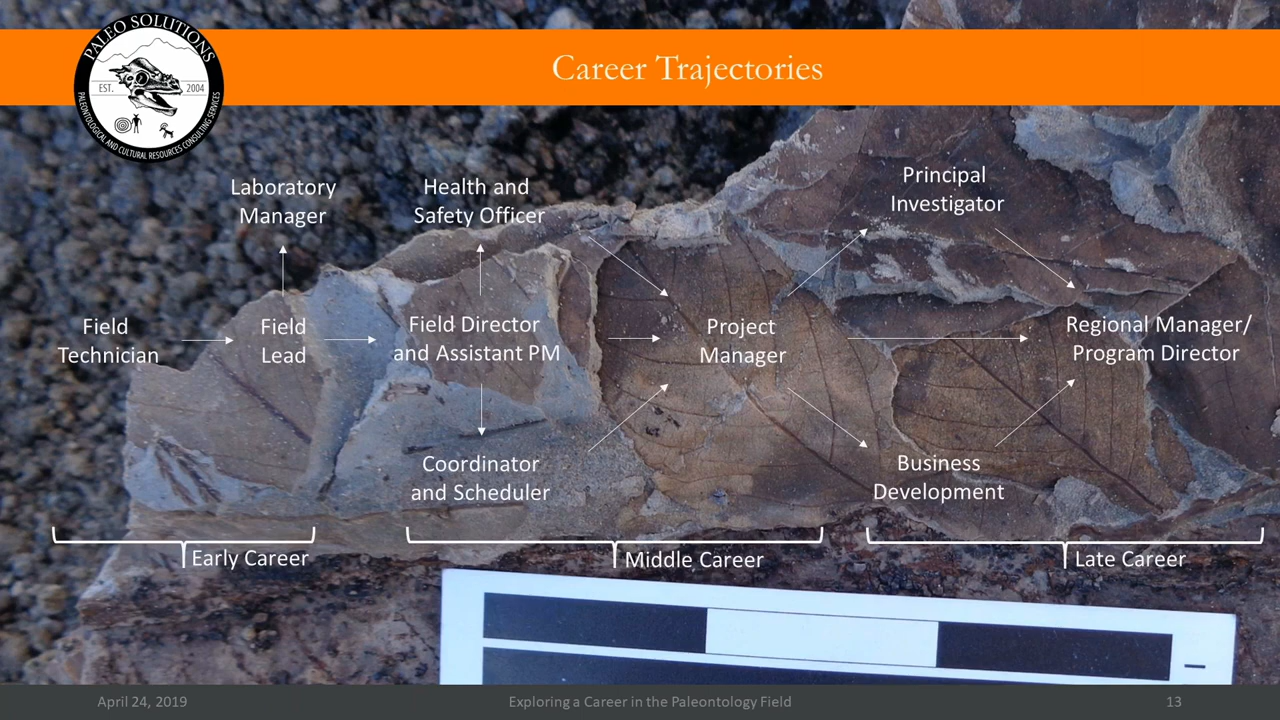 PALEO SOLUTIONS
EST. 2004
PALEONTOLOGICAL AND CULTURAL RESOURCES CONSULTING SERVICES
Career Trajectories
Laboratory
Manager
Health and
Safety Officer
Principal
Investigator
Field
Technician
Field
Lead
Field Director
and Assistant PM
Project
Manager
Regional Manager/
Program Director
Coordinator
and Scheduler
Business
Development
Early Career
Middle Career
Late Career
April 24, 2019
Exploring a Career in the Paleontology Field
13